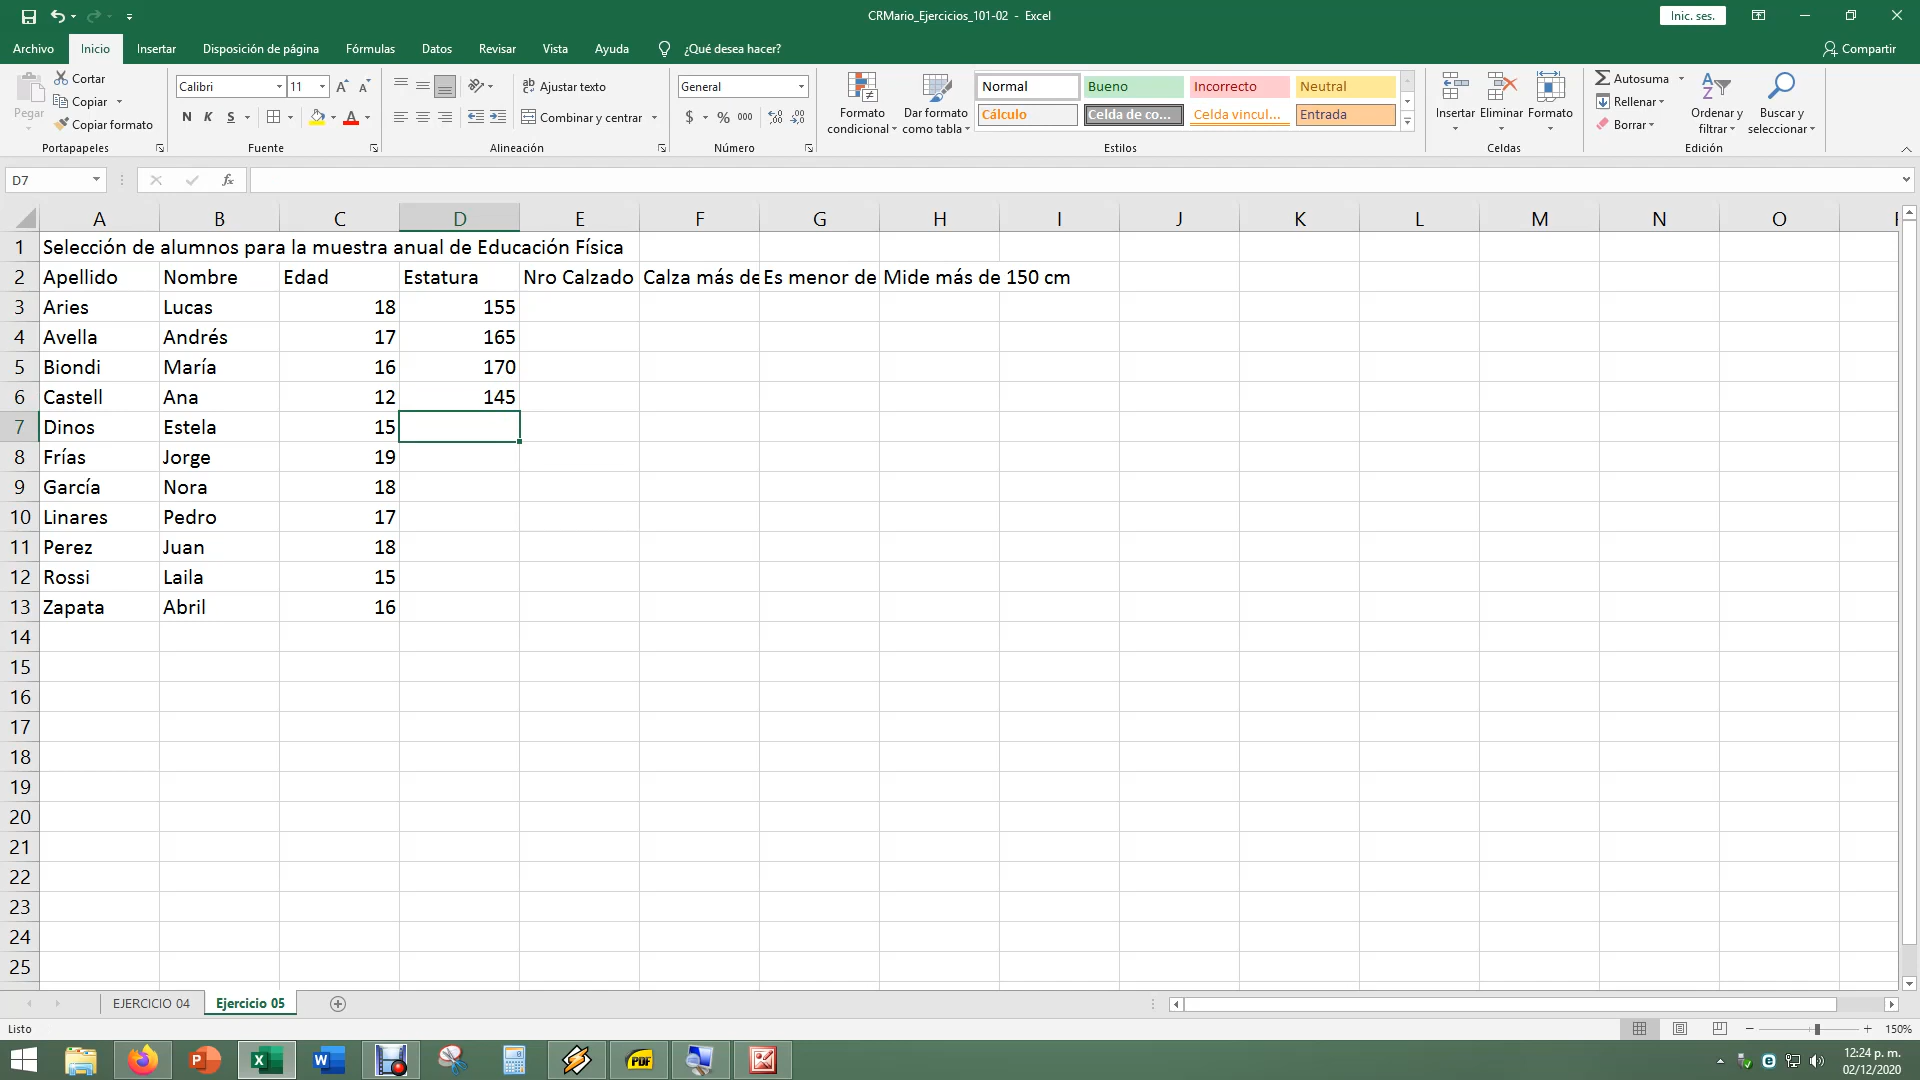 CRMario_Ejercicios_101-02 - Excel
Inic. ses.
Archivo Inicio Insertar Disposición de página Fórmulas Datos Revisar Vista Ayuda ¿Qué desea hacer? Compartir
Pegar
Cortar
Copiar
Copiar formato
Portapapeles
Calibri 11
N K S A
Fuente
ab Ajustar texto
Combinar y centrar
Alineación
General
$ % 000
Número
Formato condicional
Dar formato como tabla
Normal Bueno Incorrecto Neutral
Cálculo Celda de co... Celda vincul... Entrada
Estilos
Insertar Eliminar Formato
Celdas
Autosuma
Rellenar
Borrar
Ordenar y filtrar
Buscar y seleccionar
Edición
D7 fx
A B C D E F G H I J K L M N O
1 Selección de alumnos para la muestra anual de Educación Física
2 Apellido Nombre Edad Estatura Nro Calzado Calza más de Es menor de Mide más de 150 cm
3 Aries Lucas 18 155
4 Avella Andrés 17 165
5 Biondi María 16 170
6 Castell Ana 12 145
7 Dinos Estela 15
8 Frías Jorge 19
9 García Nora 18
10 Linares Pedro 17
11 Perez Juan 18
12 Rossi Laila 15
13 Zapata Abril 16
14
15
16
17
18
19
20
21
22
23
24
25
EJERCICIO 04 Ejercicio 05
Listo
150%
PDF
12:24 p. m.
02/12/2020